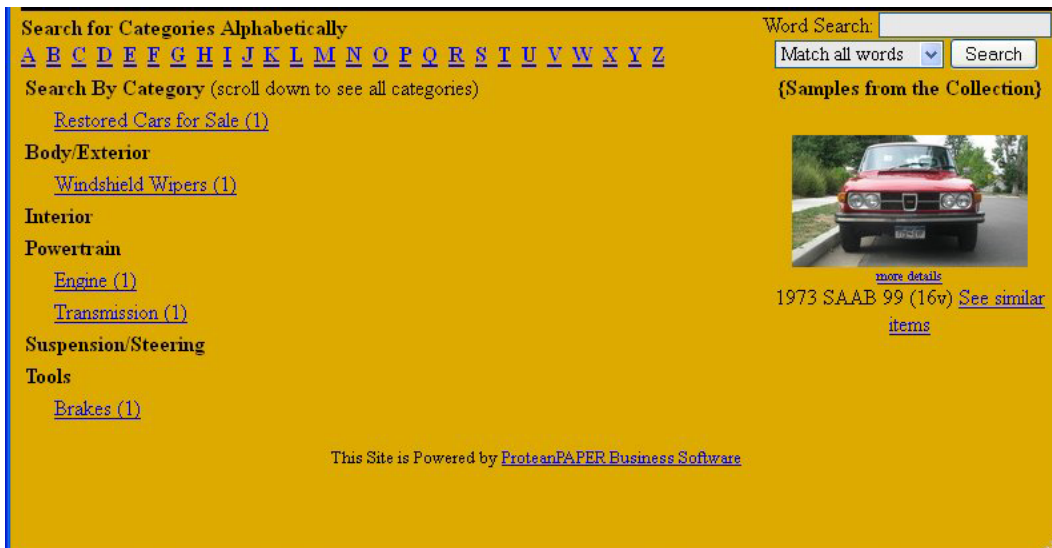 Search for Categories Alphabetically
A B C D E F G H I J K L M N O P Q R S T U V W X Y Z
Search By Category (scroll down to see all categories)
Restored Cars for Sale (1)
Body/Exterior
Windshield Wipers (1)
Interior
Powertrain
Engine (1)
Transmission (1)
Suspension/Steering
Tools
Brakes (1)
Word Search:
Match all words Search
{Samples from the Collection}
more details
1973 SAAB 99 (16v) See similar
items
This Site is Powered by ProteanPAPER Business Software